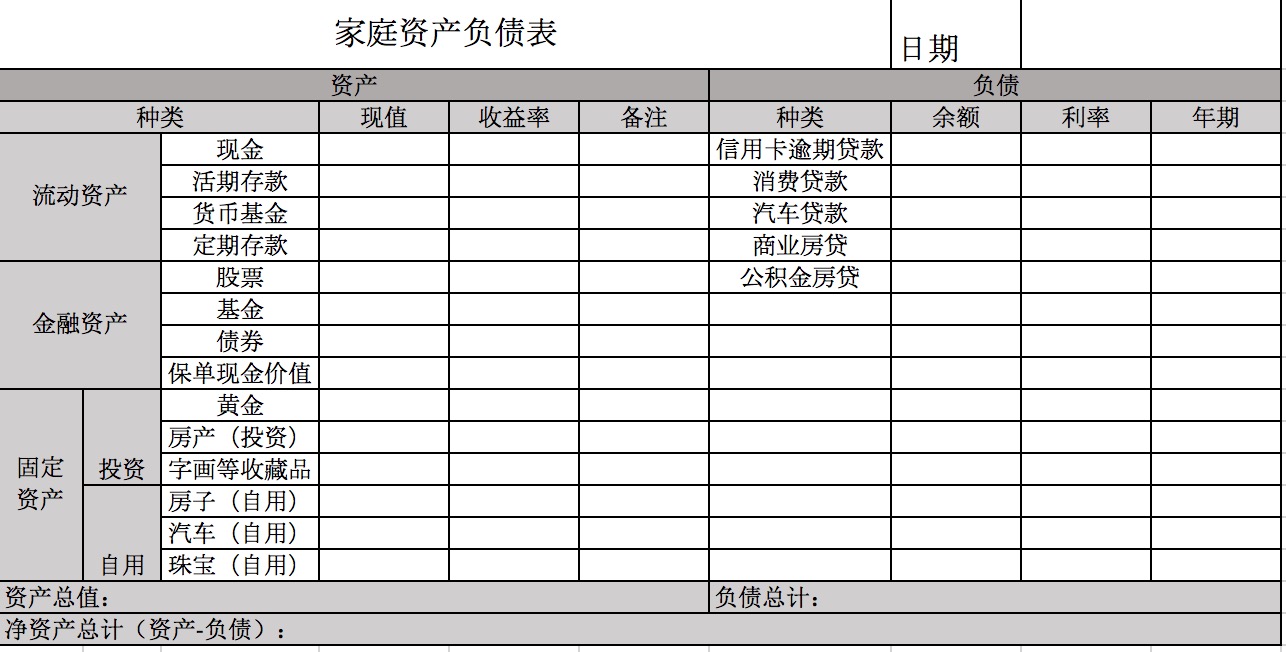 家庭资产负债表 日期
资产 负债
种类 现值 收益率 备注 种类 余额 利率 年期
流动资产 现金 信用卡逾期贷款
活期存款 消费贷款
货币基金 汽车贷款
定期存款 商业房贷
金融资产 股票 公积金房贷
基金
债券
保单现金价值
固定资产 投资 黄金
房产（投资）
字画等收藏品
自用 房子（自用）
汽车（自用）
珠宝（自用）
资产总值： 负债总计：
净资产总计（资产-负债）：